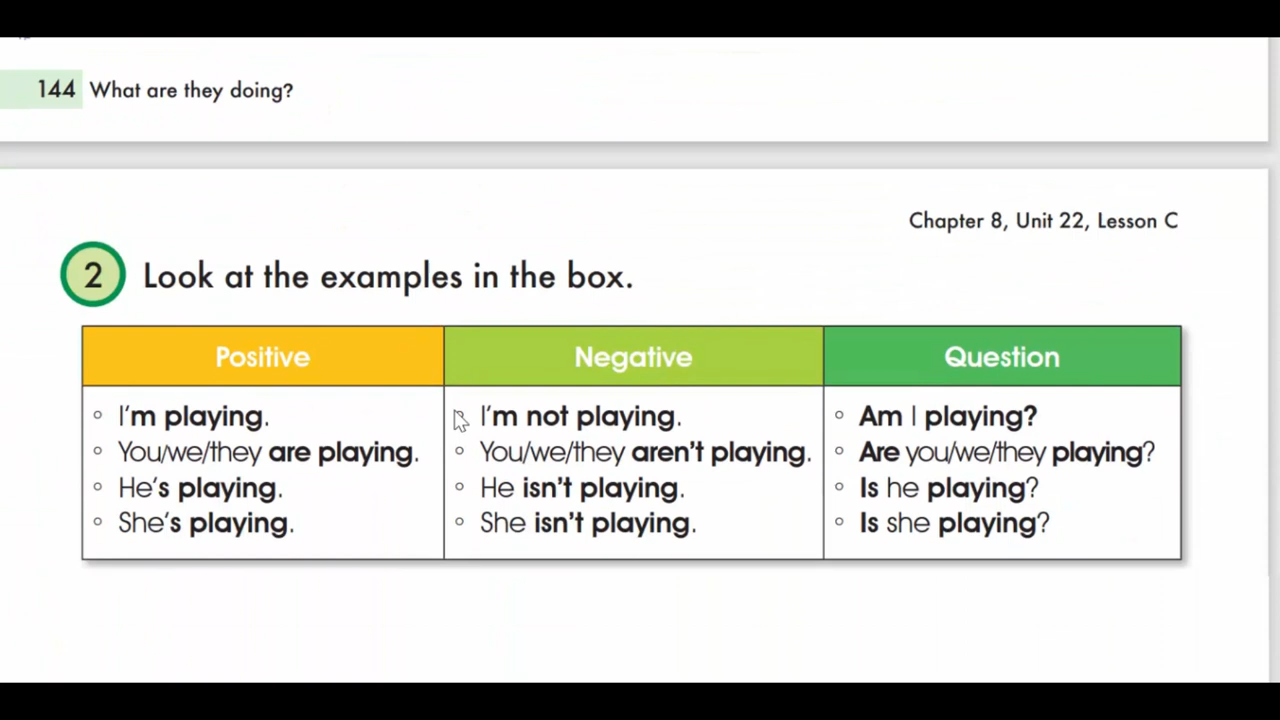 144 What are they doing?
Chapter 8, Unit 22, Lesson C
2 Look at the examples in the box.
Positive Negative Question
◦ I'm playing. ◦ I'm not playing. ◦ Am I playing?
◦ You/we/they are playing. ◦ You/we/they aren't playing. ◦ Are you/we/they playing?
◦ He's playing. ◦ He isn't playing. ◦ Is he playing?
◦ She's playing. ◦ She isn't playing. ◦ Is she playing?